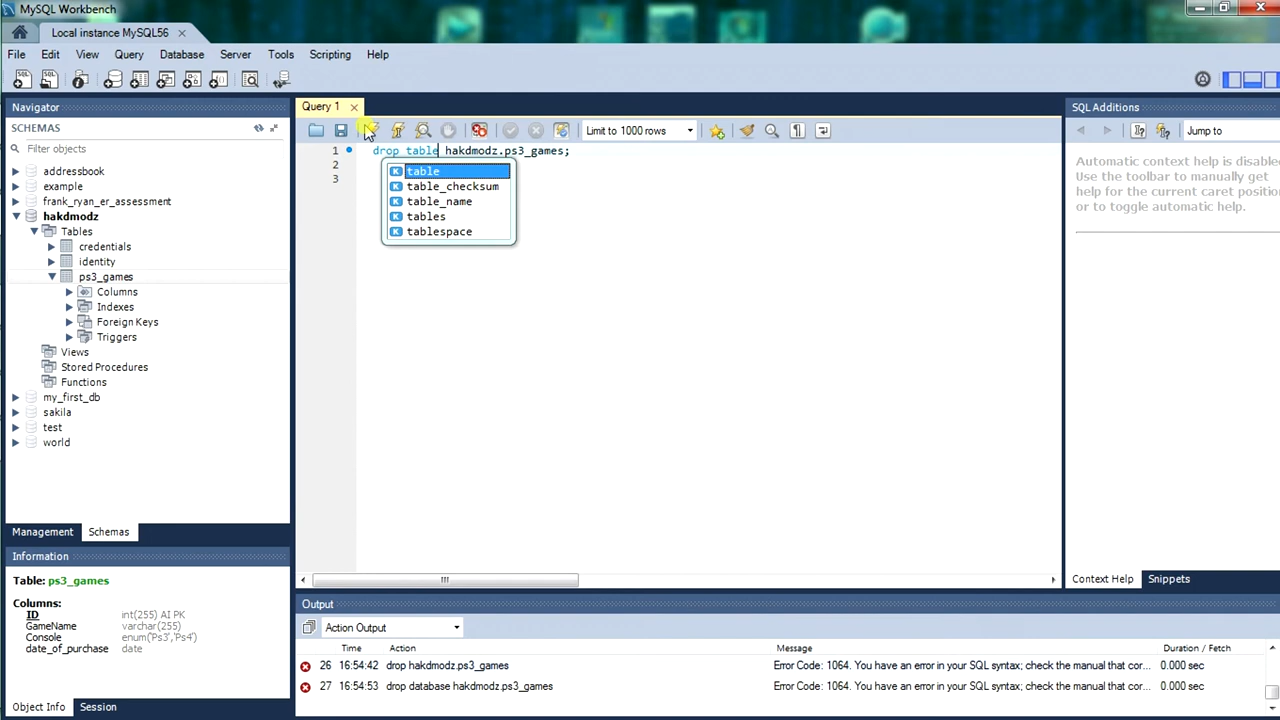 MySQL Workbench
Local instance MySQL56
File Edit View Query Database Server Tools Scripting Help
Navigator
SCHEMAS
Filter objects
addressbook
example
frank_ryan_er_assessment
hakdmodz
Tables
credentials
identity
ps3_games
Columns
Indexes
Foreign Keys
Triggers
Views
Stored Procedures
Functions
my_first_db
sakila
test
world
Management Schemas
Information
Table: ps3_games
Columns:
ID int(255) AI PK
GameName varchar(255)
Console enum('Ps3','Ps4')
date_of_purchase date
Object Info Session
Query 1
Limit to 1000 rows
1 drop table hakdmodz.ps3_games;
2
3
table
table_checksum
table_name
tables
tablespace
SQL Additions
Jump to
Automatic context help is disable
Use the toolbar to manually get
help for the current caret positio
or to toggle automatic help.
Context Help Snippets
Output
Action Output
Time Action Message Duration / Fetch
26 16:54:42 drop hakdmodz.ps3_games Error Code: 1064. You have an error in your SQL syntax; check the manual that cor... 0.000 sec
27 16:54:53 drop database hakdmodz.ps3_games Error Code: 1064. You have an error in your SQL syntax; check the manual that cor... 0.000 sec